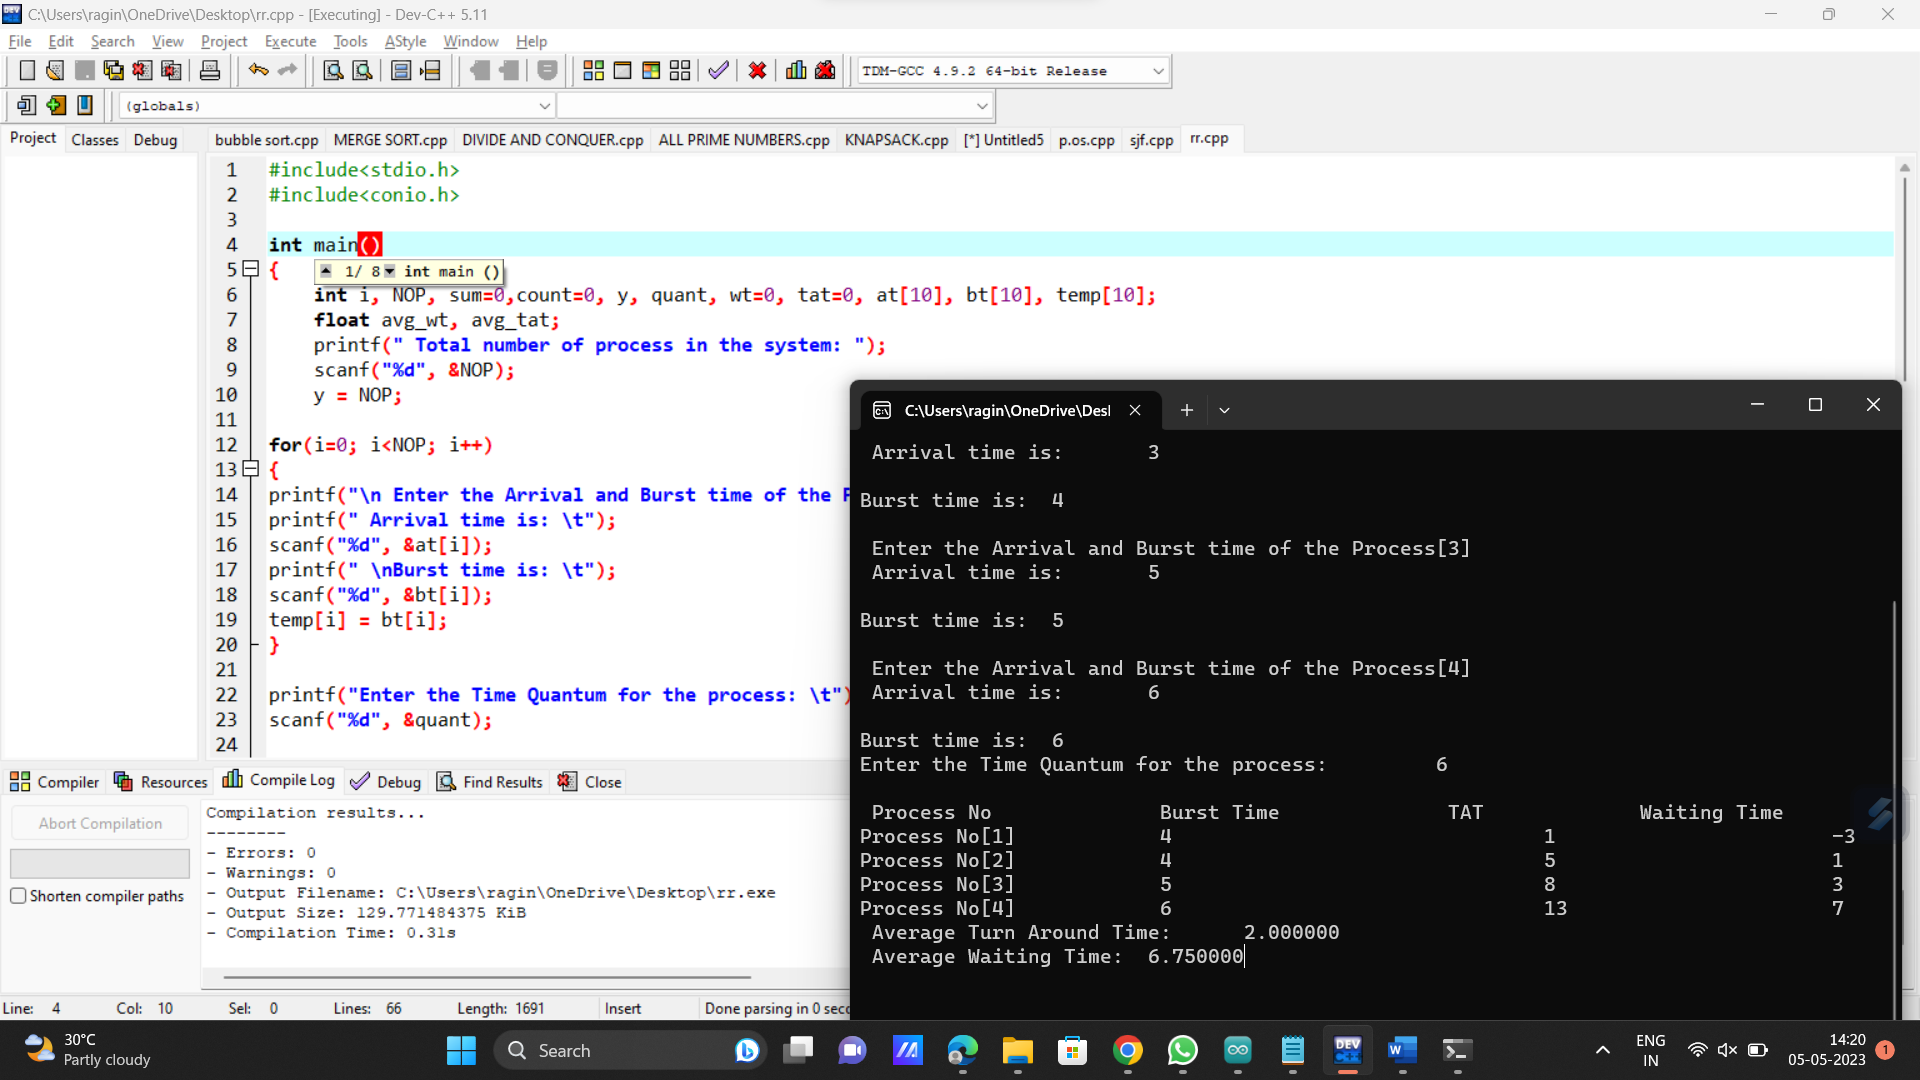 C:\Users\ragin\OneDrive\Desktop\rr.cpp - [Executing] - Dev-C++ 5.11
File Edit Search View Project Execute Tools AStyle Window Help
TDM-GCC 4.9.2 64-bit Release
(globals)
Project Classes Debug
bubble sort.cpp MERGE SORT.cpp DIVIDE AND CONQUER.cpp ALL PRIME NUMBERS.cpp KNAPSACK.cpp [*] Untitled5 p.os.cpp sjf.cpp rr.cpp
1 #include<stdio.h>
2 #include<conio.h>
3
4 int main()
5 {
1/ 8 int main ()
6 int i, NOP, sum=0,count=0, y, quant, wt=0, tat=0, at[10], bt[10], temp[10];
7 float avg_wt, avg_tat;
8 printf(" Total number of process in the system: ");
9 scanf("%d", &NOP);
10 y = NOP;
11
12 for(i=0; i<NOP; i++)
13 {
14 printf("\n Enter the Arrival and Burst time of the
15 printf(" Arrival time is: \t");
16 scanf("%d", &at[i]);
17 printf(" \nBurst time is: \t");
18 scanf("%d", &bt[i]);
19 temp[i] = bt[i];
20 }
21
22 printf("Enter the Time Quantum for the process: \t")
23 scanf("%d", &quant);
24
C:\Users\ragin\OneDrive\Desl
Arrival time is: 3
Burst time is: 4
Enter the Arrival and Burst time of the Process[3]
Arrival time is: 5
Burst time is: 5
Enter the Arrival and Burst time of the Process[4]
Arrival time is: 6
Burst time is: 6
Enter the Time Quantum for the process: 6
Process No Burst Time TAT Waiting Time
Process No[1] 4 1 -3
Process No[2] 4 5 1
Process No[3] 5 8 3
Process No[4] 6 13 7
Average Turn Around Time: 2.000000
Average Waiting Time: 6.750000
Compiler Resources Compile Log Debug Find Results Close
Abort Compilation
Shorten compiler paths
Compilation results...
--------
- Errors: 0
- Warnings: 0
- Output Filename: C:\Users\ragin\OneDrive\Desktop\rr.exe
- Output Size: 129.771484375 KiB
- Compilation Time: 0.31s
Line: 4 Col: 10 Sel: 0 Lines: 66 Length: 1691 Insert Done parsing in 0 sec
30°C
Partly cloudy
Search
DEV C++
W
ENG
IN
14:20
05-05-2023
1